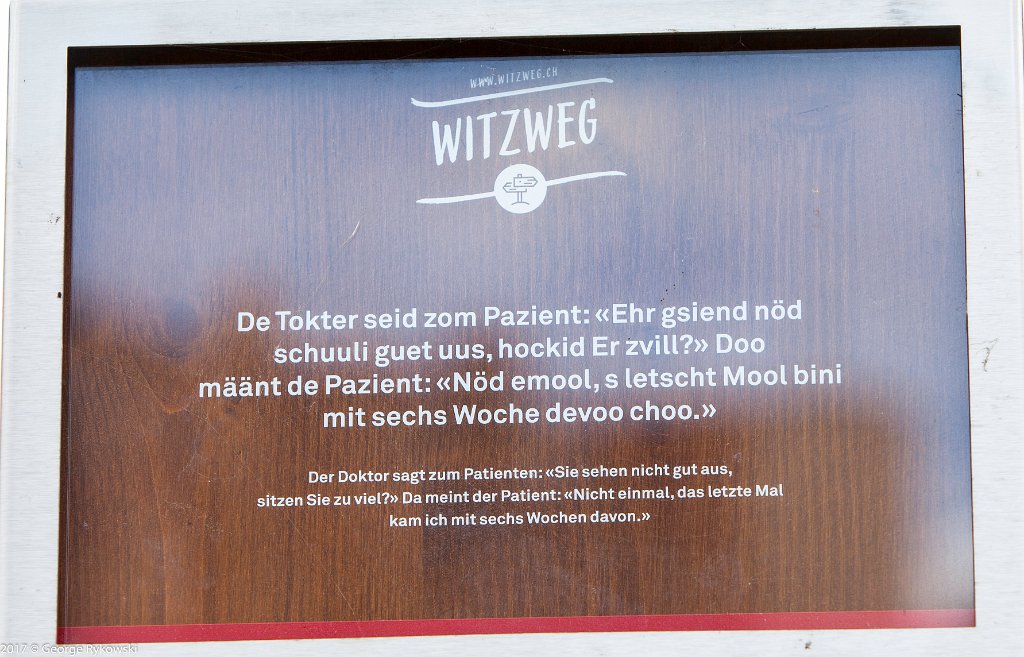 WWW.WITZWEG.CH
WITZWEG
De Tokter seid zom Pazient: «Ehr gsiend nöd
schuuli guet uus, hockid Er zvill?» Doo
määnt de Pazient: «Nöd emool, s letscht Mool bini
mit sechs Woche devoo choo.»
Der Doktor sagt zum Patienten: «Sie sehen nicht gut aus,
sitzen Sie zu viel?» Da meint der Patient: «Nicht einmal, das letzte Mal
kam ich mit sechs Wochen davon.»
2017 © George Rykowski